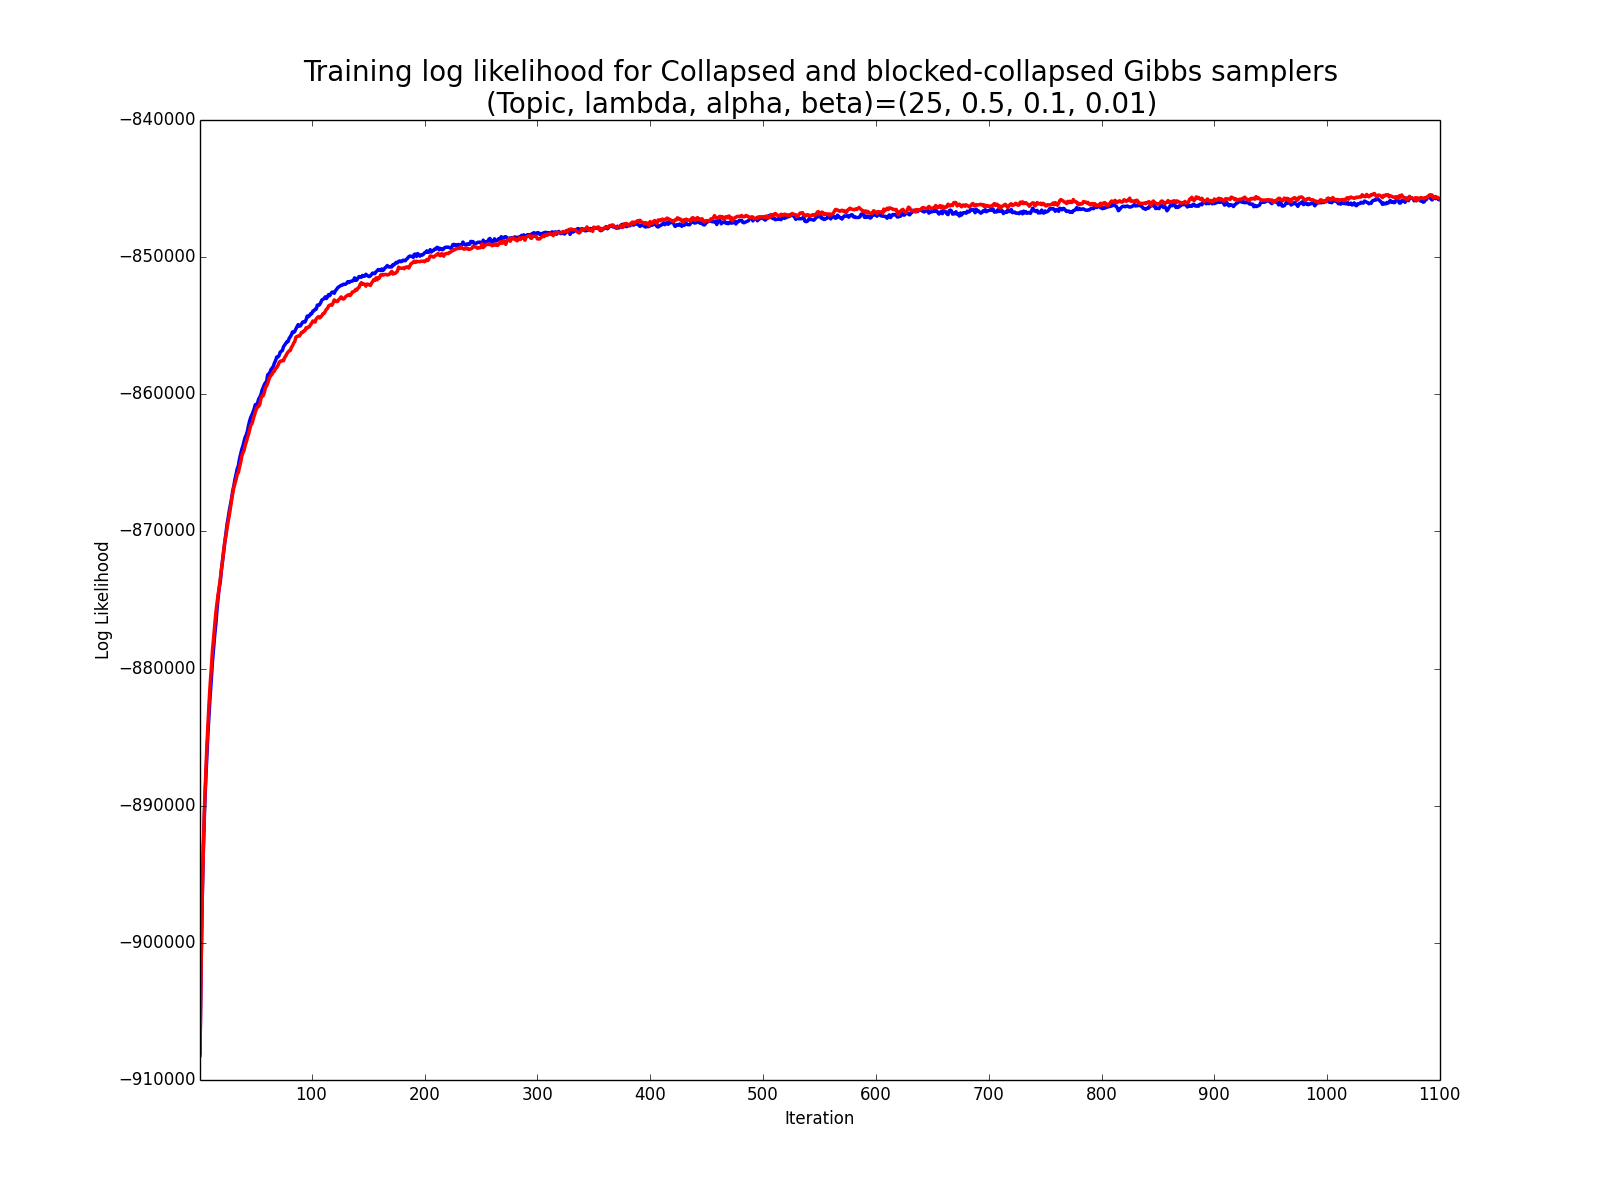 Training log likelihood for Collapsed and blocked-collapsed Gibbs samplers
(Topic, lambda, alpha, beta)=(25, 0.5, 0.1, 0.01)
−840000
−850000
−860000
−870000
−880000
−890000
−900000
−910000
Log Likelihood
100 200 300 400 500 600 700 800 900 1000 1100
Iteration